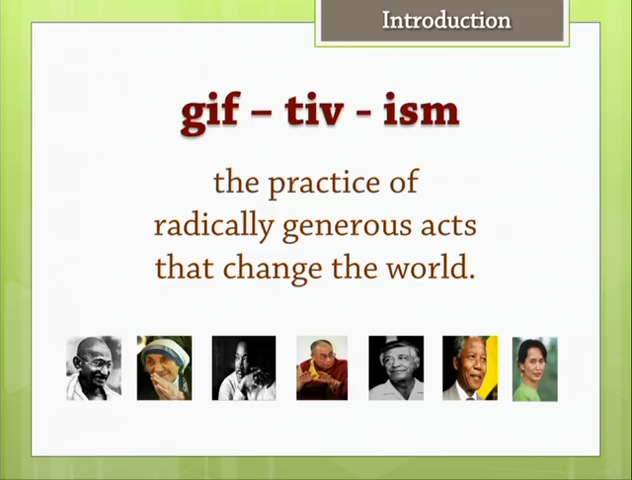 Introduction
gif – tiv - ism
the practice of
radically generous acts
that change the world.